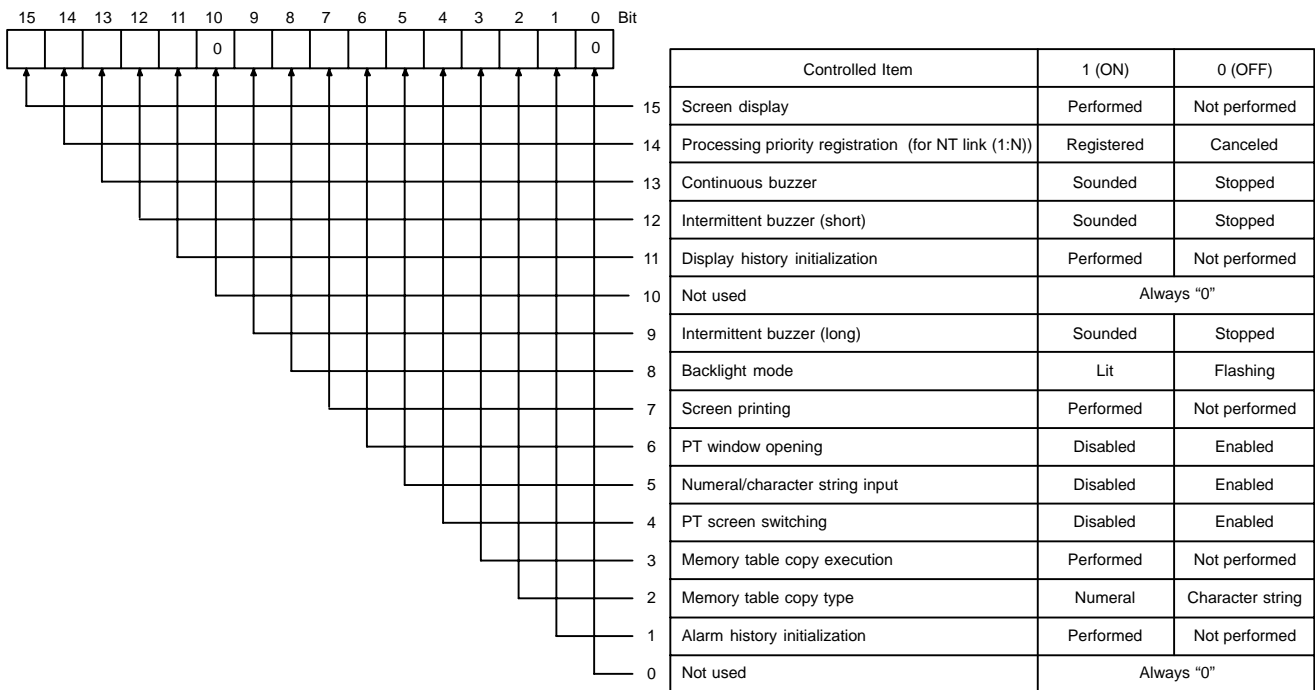 15 14 13 12 11 10 9 8 7 6 5 4 3 2 1 0 Bit
0 0
Controlled Item 1 (ON) 0 (OFF)
15 Screen display Performed Not performed
14 Processing priority registration (for NT link (1:N)) Registered Canceled
13 Continuous buzzer Sounded Stopped
12 Intermittent buzzer (short) Sounded Stopped
11 Display history initialization Performed Not performed
10 Not used Always “0”
9 Intermittent buzzer (long) Sounded Stopped
8 Backlight mode Lit Flashing
7 Screen printing Performed Not performed
6 PT window opening Disabled Enabled
5 Numeral/character string input Disabled Enabled
4 PT screen switching Disabled Enabled
3 Memory table copy execution Performed Not performed
2 Memory table copy type Numeral Character string
1 Alarm history initialization Performed Not performed
0 Not used Always “0”